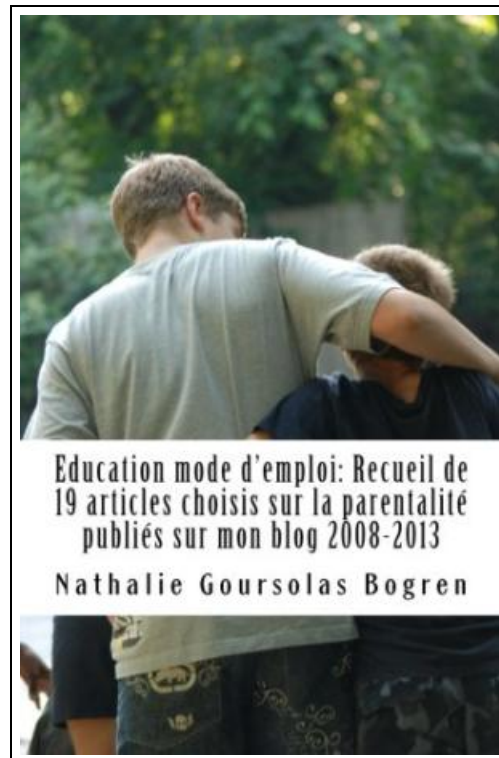 Education mode d'emploi: Recueil de
19 articles choisis sur la parentalité
publiés sur mon blog 2008-2013
Nathalie Goursolas Bogren